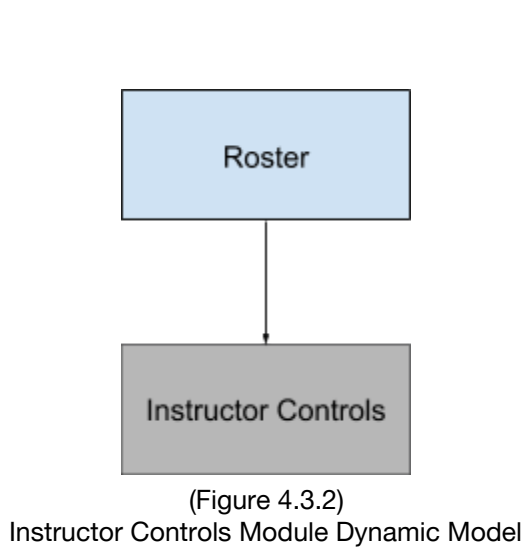 Roster
Instructor Controls
(Figure 4.3.2)
Instructor Controls Module Dynamic Model